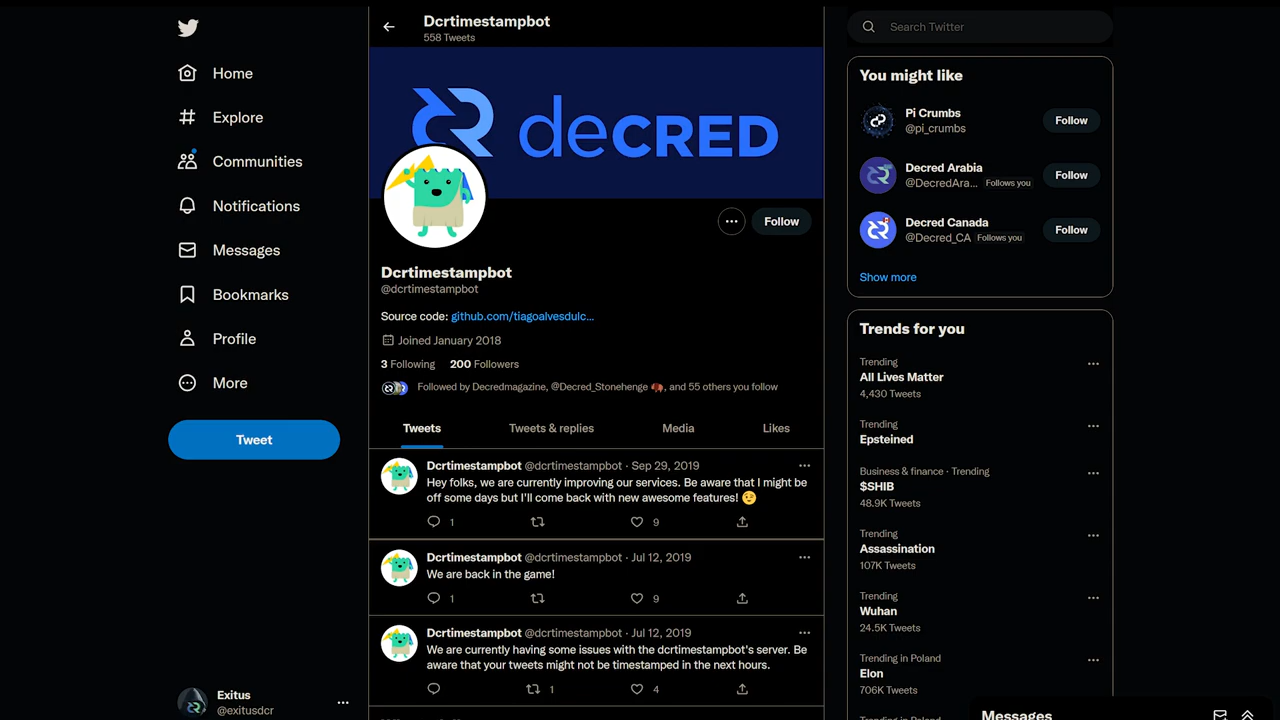 Home
Explore
Communities
Notifications
Messages
Bookmarks
Profile
More
Tweet
Exitus
@exitusdcr
Dcrtimestampbot
558 Tweets
deCRED
Follow
Dcrtimestampbot
@dcrtimestampbot
Source code: github.com/tiagoalvesdulc...
Joined January 2018
3 Following 200 Followers
Followed by Decredmagazine, @Decred_Stonehenge 🦬, and 55 others you follow
Tweets Tweets & replies Media Likes
Dcrtimestampbot @dcrtimestampbot · Sep 29, 2019
Hey folks, we are currently improving our services. Be aware that I might be
off some days but I'll come back with new awesome features! 😉
1 9
Dcrtimestampbot @dcrtimestampbot · Jul 12, 2019
We are back in the game!
1 9
Dcrtimestampbot @dcrtimestampbot · Jul 12, 2019
We are currently having some issues with the dcrtimestampbot's server. Be
aware that your tweets might not be timestamped in the next hours.
1 4
Search Twitter
You might like
Pi Crumbs
@pi_crumbs
Follow
Decred Arabia
@DecredAra... Follows you
Follow
Decred Canada
@Decred_CA Follows you
Follow
Show more
Trends for you
Trending
All Lives Matter
4,430 Tweets
Trending
Epsteined
Business & finance · Trending
$SHIB
48.9K Tweets
Trending
Assassination
107K Tweets
Trending
Wuhan
24.5K Tweets
Trending in Poland
Elon
706K Tweets
Messages